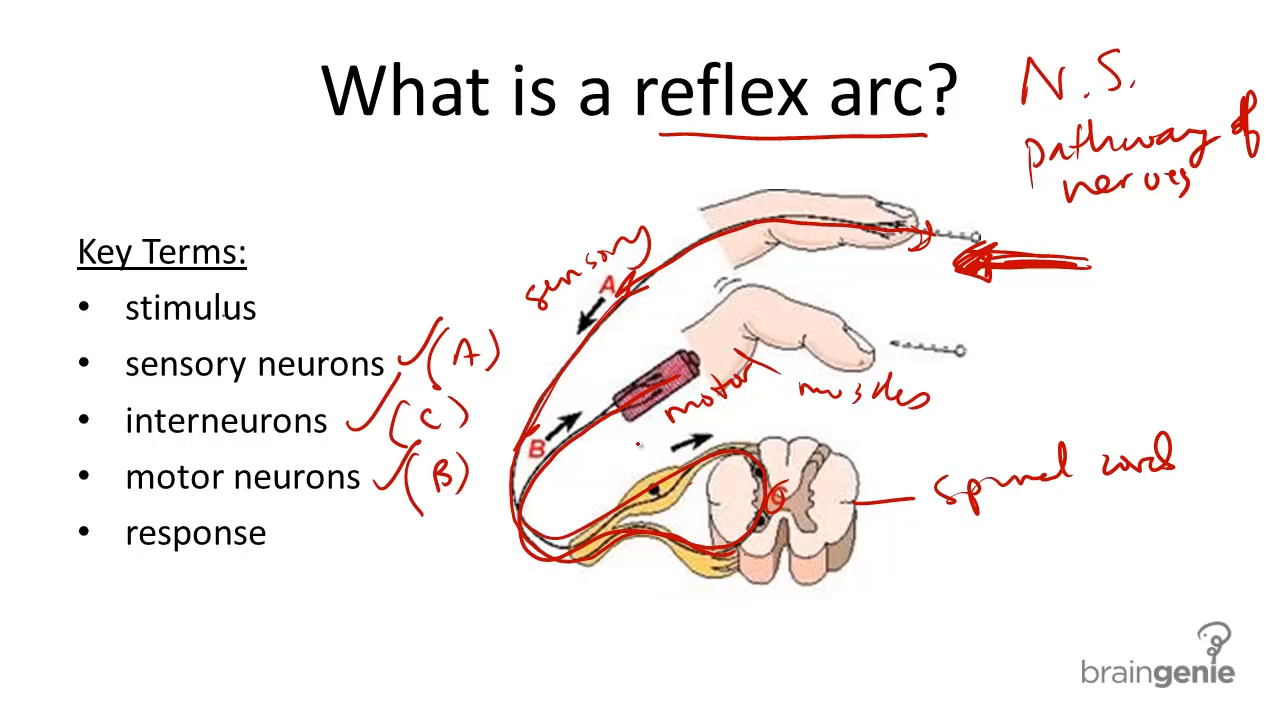 What is a reflex arc?
N.S.
pathway of
nerves
Key Terms:
• stimulus
• sensory neurons (A)
• interneurons (C)
• motor neurons (B)
• response
sensory
A
B
motor
muscles
C
spinal cord
braingenie